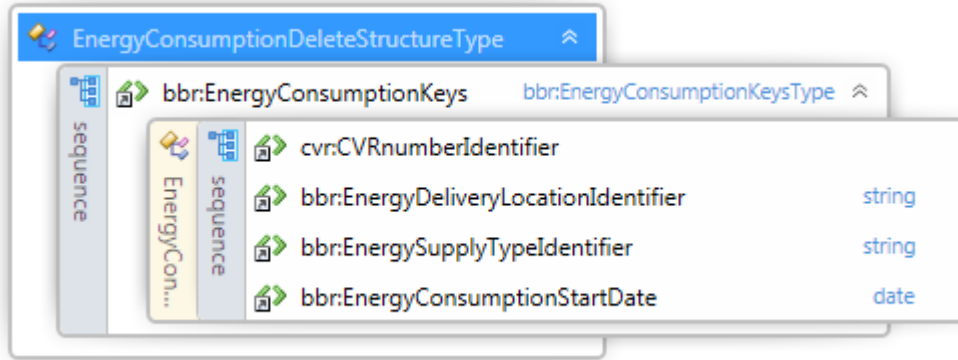 EnergyConsumptionDeleteStructureType
sequence
bbr:EnergyConsumptionKeys bbr:EnergyConsumptionKeysType
EnergyCon...
sequence
cvr:CVRnumberIdentifier
bbr:EnergyDeliveryLocationIdentifier string
bbr:EnergySupplyTypeIdentifier string
bbr:EnergyConsumptionStartDate date